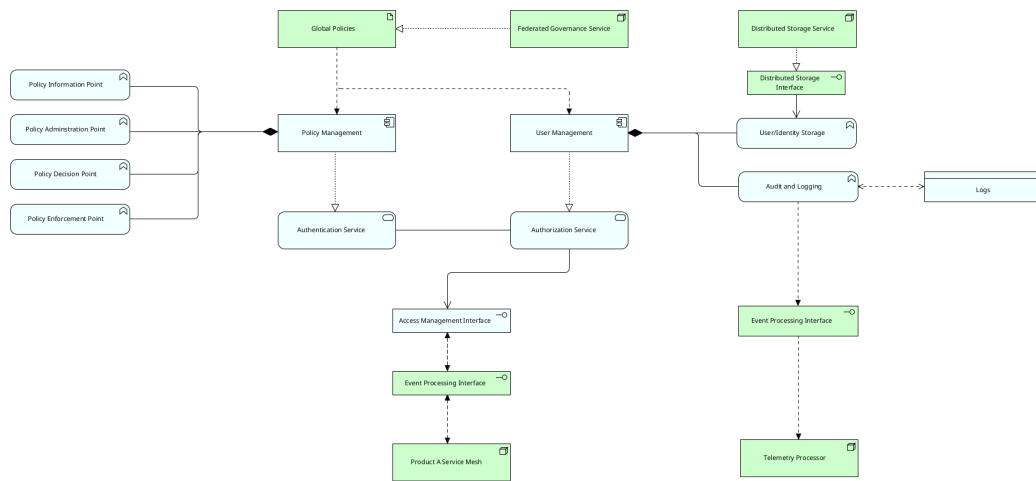 Global Policies
Federated Governance Service
Distributed Storage Service
Policy Information Point
Distributed Storage
Interface
Policy Adminstration Point
Policy Management
User Management
User/Identity Storage
Policy Decision Point
Audit and Logging
Logs
Policy Enforcement Point
Authentication Service
Authorization Service
Access Management Interface
Event Processing Interface
Event Processing Interface
Product A Service Mesh
Telemetry Processor